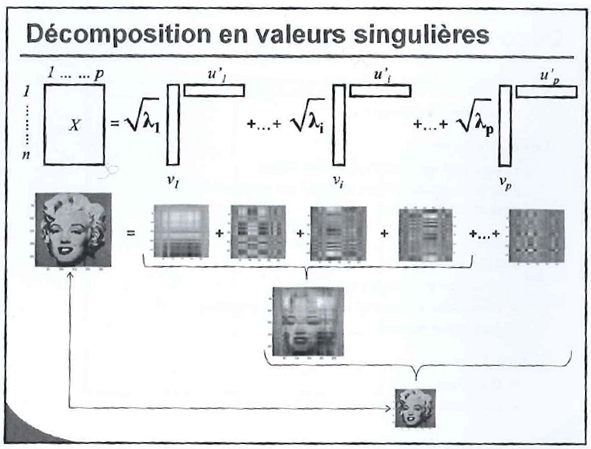 Décomposition en valeurs singulières
1 ... ... p
u'1 u'i u'p
1
X = √λ1 +...+ √λi +...+ √λp
n
v1 vi vp
= + + + +...+